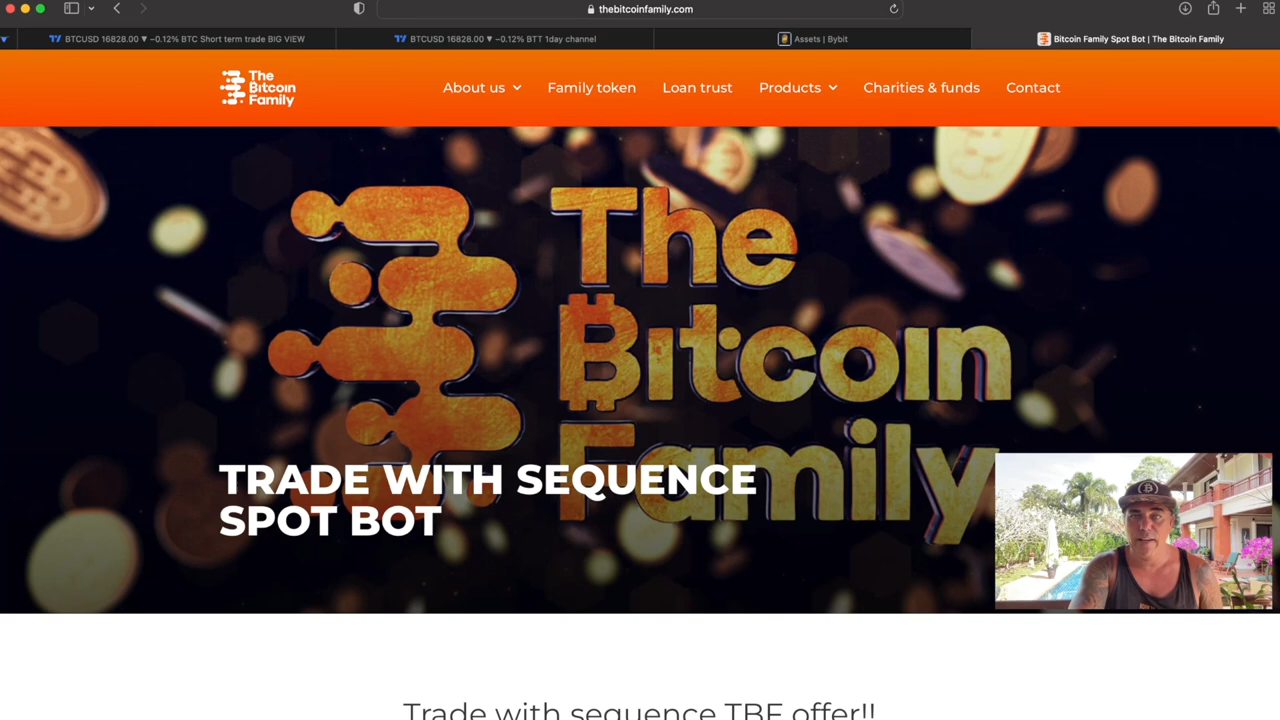 thebitcoinfamily.com
BTCUSD 16828.00 ▼ −0.12% BTC Short term trade BIG VIEW
BTCUSD 16828.00 ▼ −0.12% BTT 1day channel
Assets | Bybit
Bitcoin Family Spot Bot | The Bitcoin Family
The
Bitcoin
Family
About us
Family token
Loan trust
Products
Charities & funds
Contact
The
Bitcoin
Family
TRADE WITH SEQUENCE
SPOT BOT
Trade with sequence TBF offer!!